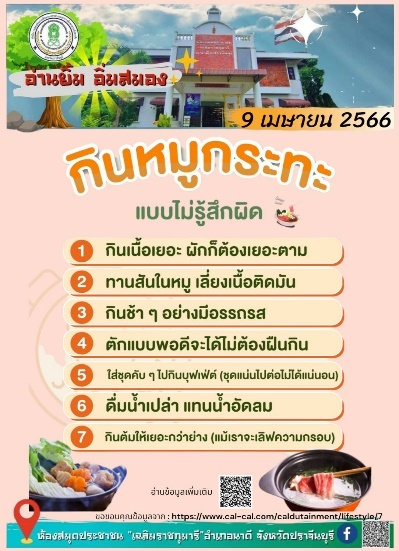 อ่านยิ้ม อิ่มสมอง
9 เมษายน 2566
กินหมูกระทะ
แบบไม่รู้สึกผิด
1 กินเนื้อเยอะ ผักก็ต้องเยอะตาม
2 ทานสันในหมู เลี่ยงเนื้อติดมัน
3 กินช้า ๆ อย่างมีอรรถรส
4 ตักแบบพอดีจะได้ไม่ต้องฝืนกิน
5 ใส่ชุดคับ ๆ ไปกินบุฟเฟ่ต์ (ชุดแน่นไปต่อไม่ได้แน่นอน)
6 ดื่มน้ำเปล่า แทนน้ำอัดลม
7 กินต้มให้เยอะกว่าย่าง (แม้เราจะเลิฟความกรอบ)
อ่านข้อมูลเพิ่มเติม
ขอขอบคุณข้อมูลจาก : https://www.cal-cal.com/caldutainment/lifestyle/7
ห้องสมุดประชาชน "เฉลิมราชกุมารี" อำเภอนาดี จังหวัดปราจีนบุรี